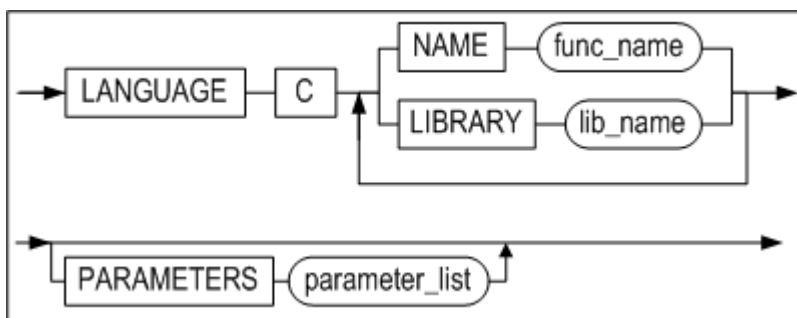 NAME func_name
LANGUAGE C
LIBRARY lib_name
PARAMETERS parameter_list